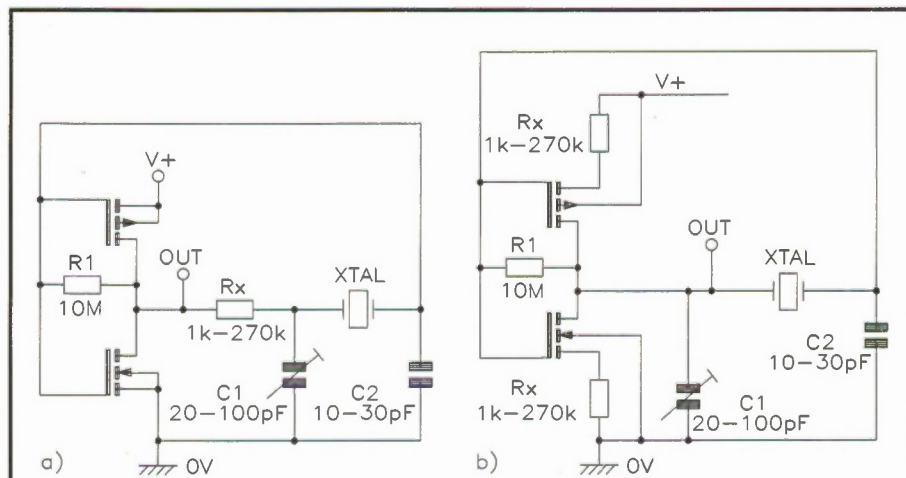 V+
OUT
R1
10M
Rx
1k–270k
XTAL
C1
20–100pF
C2
10–30pF
a)
0V
V+
Rx
1k–270k
R1
10M
OUT
XTAL
Rx
1k–270k
C1
20–100pF
C2
10–30pF
b)
0V